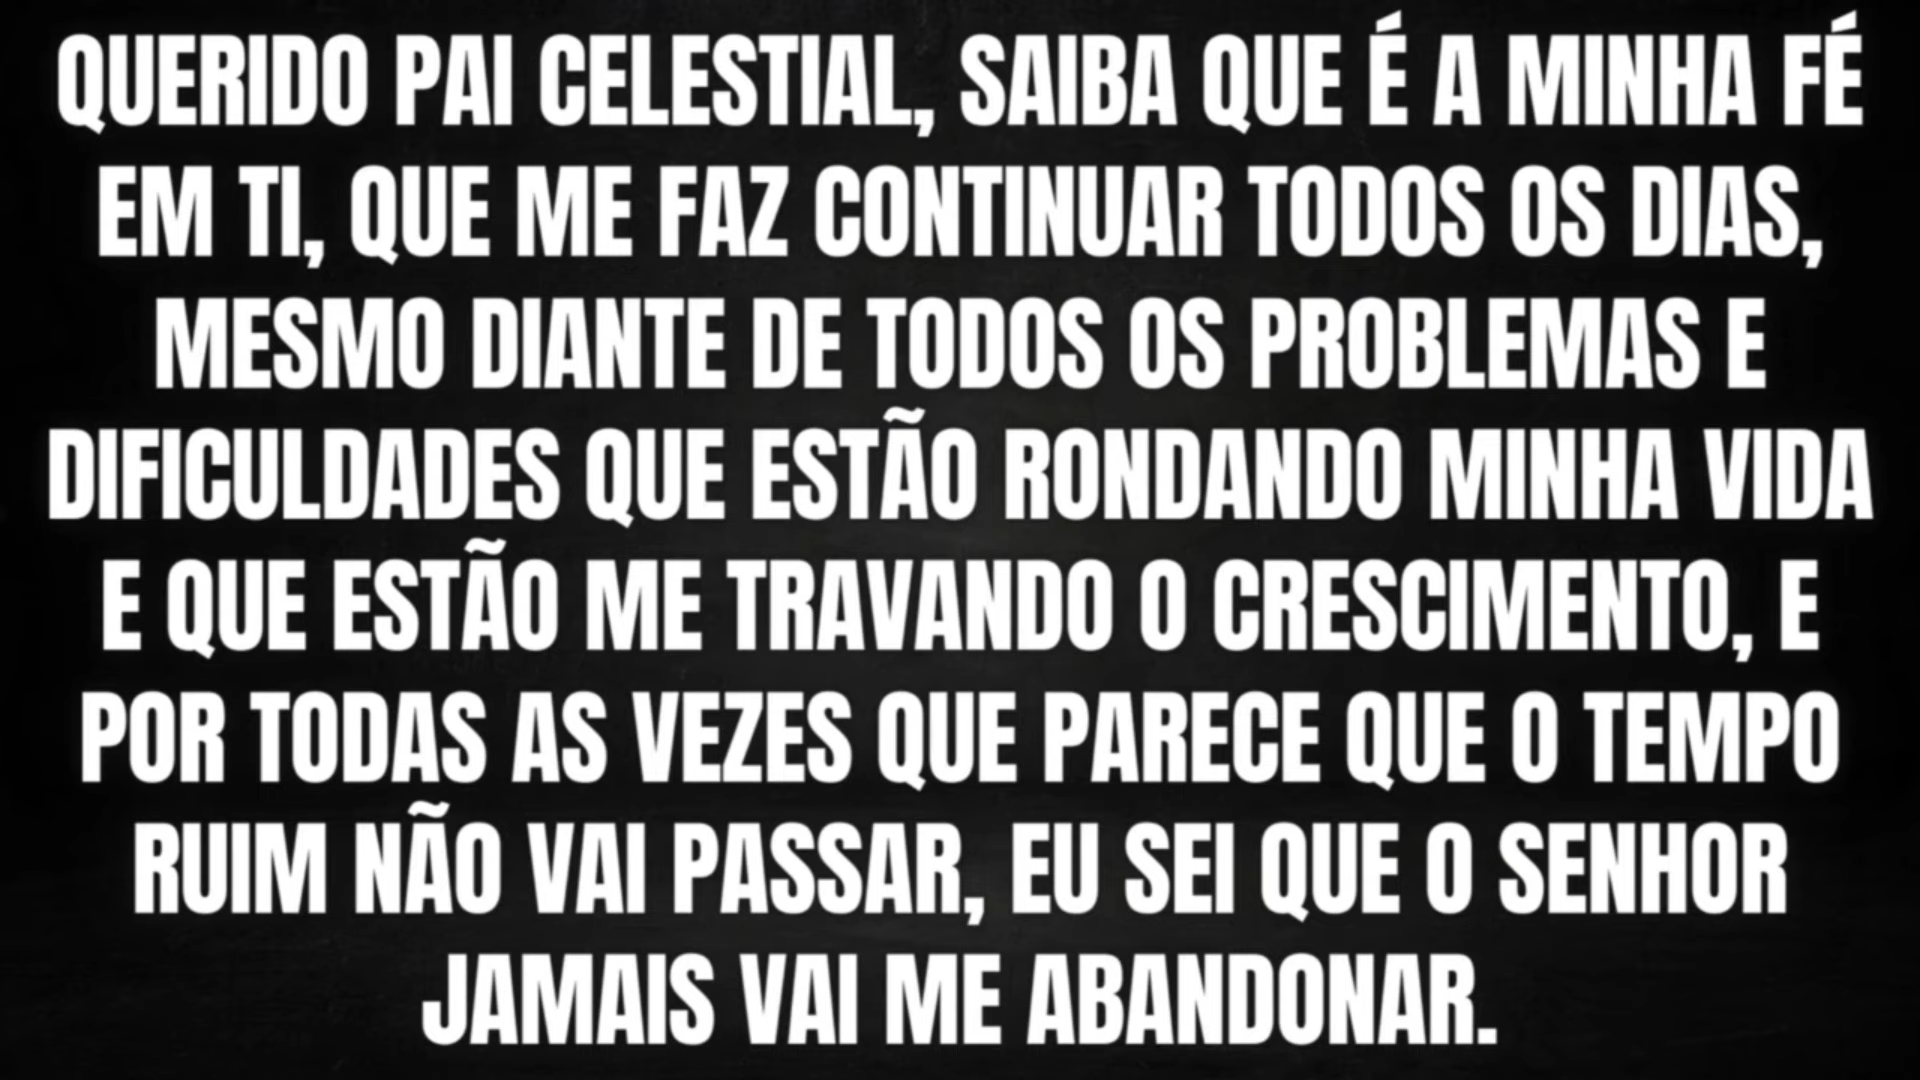 QUERIDO PAI CELESTIAL, SAIBA QUE É A MINHA FÉ
EM TI, QUE ME FAZ CONTINUAR TODOS OS DIAS,
MESMO DIANTE DE TODOS OS PROBLEMAS E
DIFICULDADES QUE ESTÃO RONDANDO MINHA VIDA
E QUE ESTÃO ME TRAVANDO O CRESCIMENTO, E
POR TODAS AS VEZES QUE PARECE QUE O TEMPO
RUIM NÃO VAI PASSAR, EU SEI QUE O SENHOR
JAMAIS VAI ME ABANDONAR.